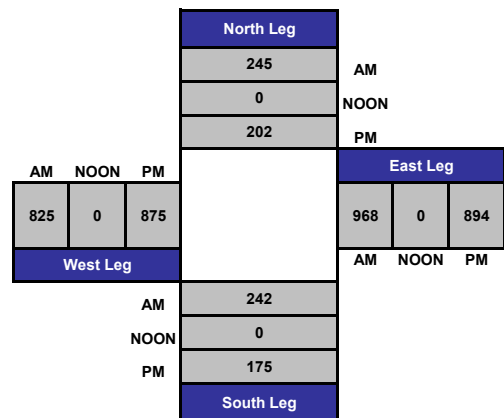 North Leg
245 AM
0 NOON
202 PM
AM NOON PM East Leg
825 0 875 968 0 894
West Leg AM NOON PM
AM 242
NOON 0
PM 175
South Leg